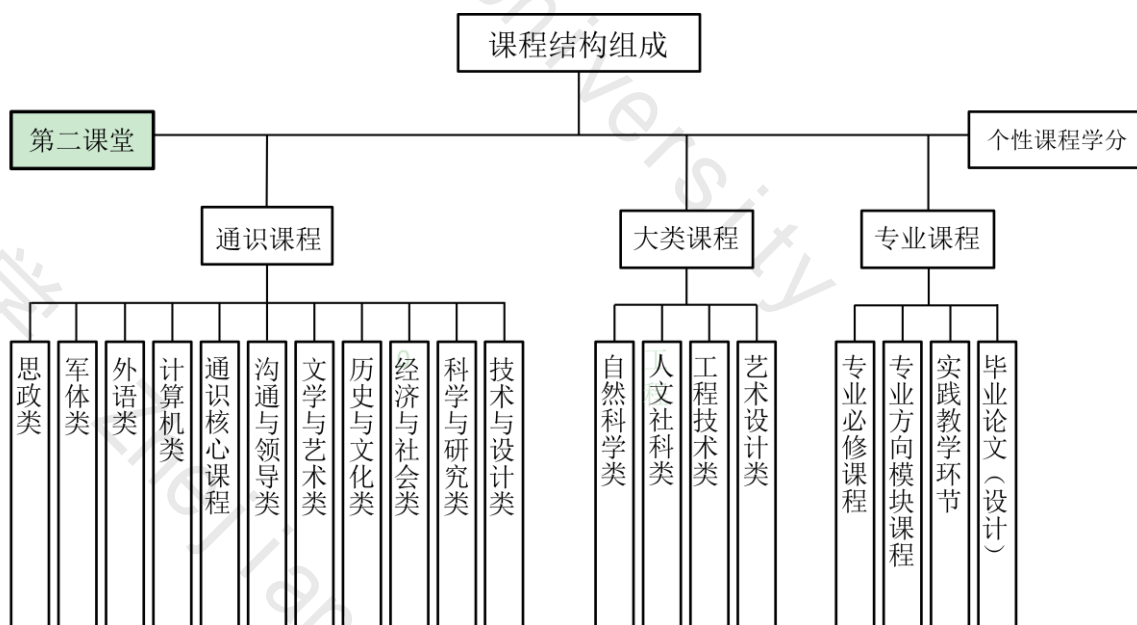 课程结构组成
第二课堂
个性课程学分
通识课程
大类课程
专业课程
思政类
军体类
外语类
计算机类
通识核心课程
沟通与领导类
文学与艺术类
历史与文化类
经济与社会类
科学与研究类
技术与设计类
自然科学类
人文社科类
工程技术类
艺术设计类
专业必修课程
专业方向模块课程
实践教学环节
毕业论文（设计）
学
Zhejian
niversity